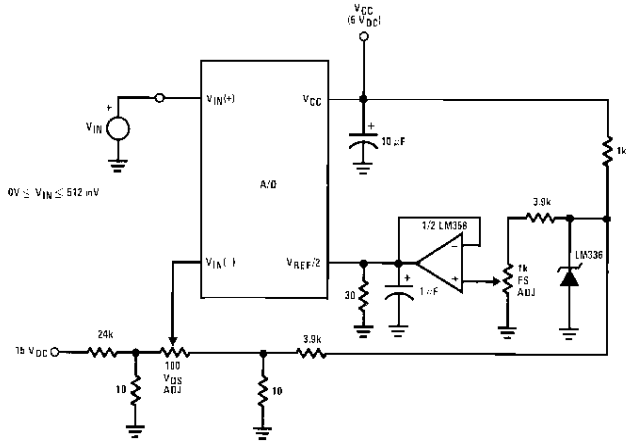 VCC
(5 VDC)
VIN(+)
VCC
+
VIN
+
10 µF
1k
A/D
0V ≤ VIN ≤ 512 mV
3.9k
1/2 LM358
VIN(-)
VREF/2
-
+
LM336
1k
FS
ADJ
30
+
1 µF
24k
3.9k
15 VDC
100
VOS
ADJ
10
10